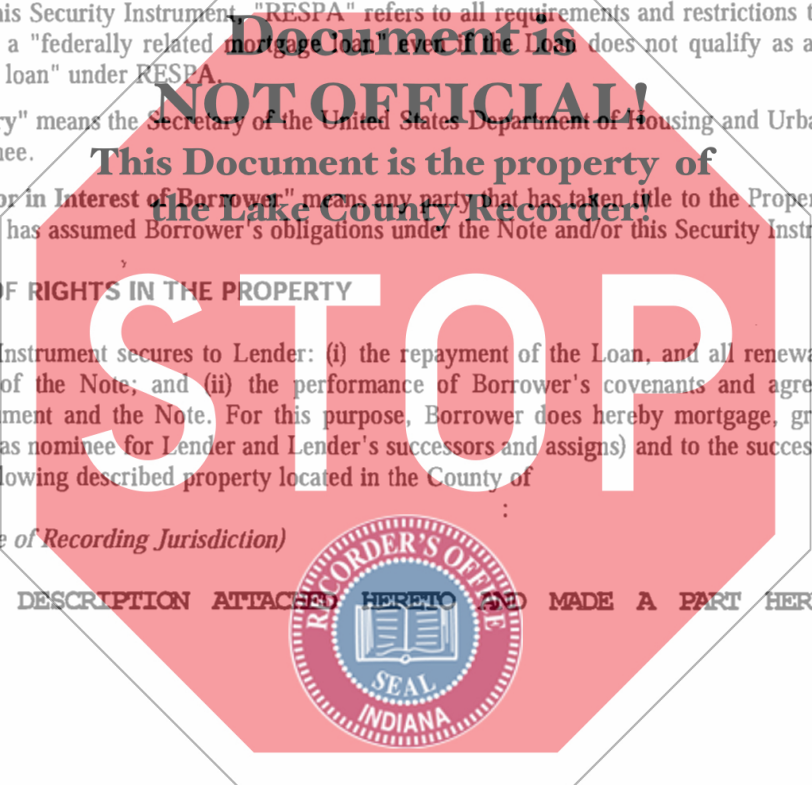 his Security Instrument, "RESPA" refers to all requirements and restrictions
Document is
a "federally related mortgage loan" even if the Loan does not qualify as a
loan" under RESPA.
NOT OFFICIAL!
ry" means the Secretary of the United States Department of Housing and Urba
nee.
This Document is the property of
or in Interest of Borrower" means any party that has taken title to the Proper
the Lake County Recorder!
has assumed Borrower's obligations under the Note and/or this Security Instr
OF RIGHTS IN THE PROPERTY
STOP
Instrument secures to Lender: (i) the repayment of the Loan, and all renewa
of the Note; and (ii) the performance of Borrower's covenants and agre
ment and the Note. For this purpose, Borrower does hereby mortgage, gr
as nominee for Lender and Lender's successors and assigns) and to the succes
lowing described property located in the County of
:
e of Recording Jurisdiction)
DESCRIPTION ATTACHED HERETO AND MADE A PART HER
RECORDER'S OFFICE
SEAL
INDIANA